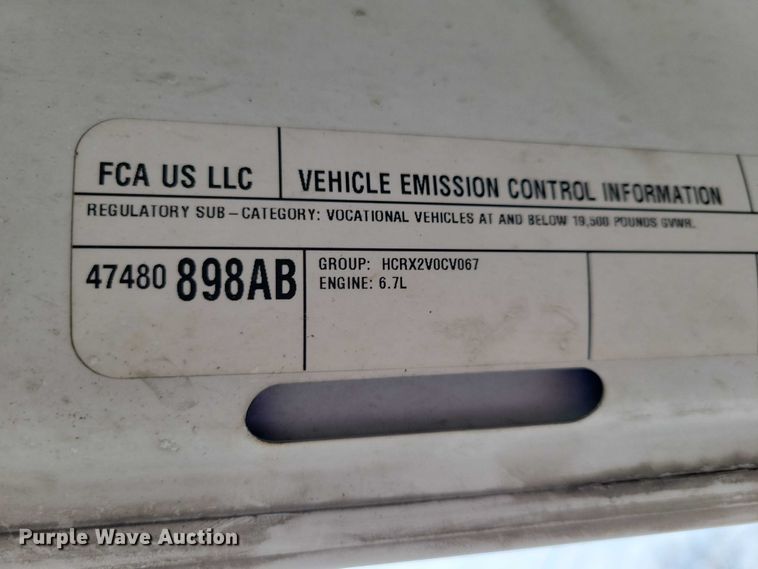 FCA US LLC
VEHICLE EMISSION CONTROL INFORMATION
REGULATORY SUB-CATEGORY: VOCATIONAL VEHICLES AT AND BELOW 19,500 POUNDS GVWR.
47480 898AB
GROUP: HCRX2V0CV067
ENGINE: 6.7L
Purple Wave Auction